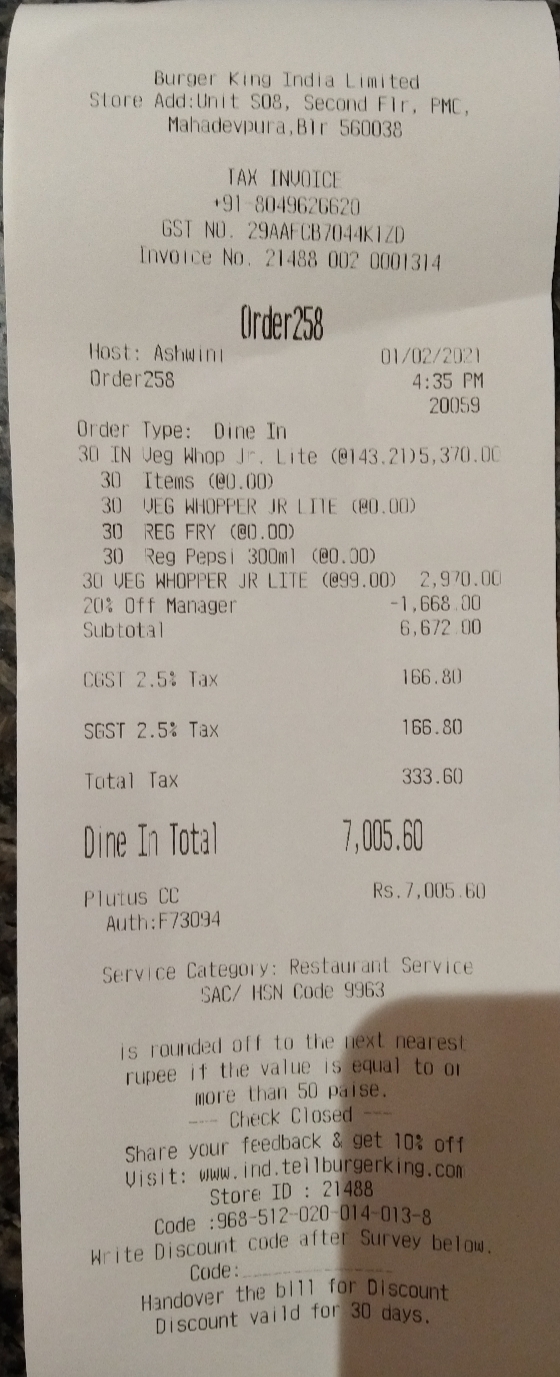 Burger King India Limited
Store Add:Unit S08, Second Flr, PMC,
Mahadevpura,Blr 560038
TAX INVOICE
+91-8049626620
GST NO. 29AAFCB7044K1ZD
Invoice No. 21488 002 0001314
Order258
Host: Ashwini 01/02/2021
Order258 4:35 PM
20059
Order Type: Dine In
30 IN Veg Whop Jr. Lite (@143.21)5,370.00
30 Items (@0.00)
30 VEG WHOPPER JR LITE (@0.00)
30 REG FRY (@0.00)
30 Reg Pepsi 300ml (@0.00)
30 VEG WHOPPER JR LITE (@99.00) 2,970.00
20% Off Manager -1,668.00
Subtotal 6,672.00
CGST 2.5% Tax 166.80
SGST 2.5% Tax 166.80
Total Tax 333.60
Dine In Total 7,005.60
Plutus CC Rs.7,005.60
Auth:F73094
Service Category: Restaurant Service
SAC/ HSN Code 9963
is rounded off to the next nearest
rupee if the value is equal to or
more than 50 paise.
--- Check Closed ---
Share your feedback & get 10% off
Visit: www.ind.tellburgerking.com
Store ID : 21488
Code :968-512-020-014-013-8
Write Discount code after Survey below.
Code:_______________
Handover the bill for Discount
Discount vaild for 30 days.